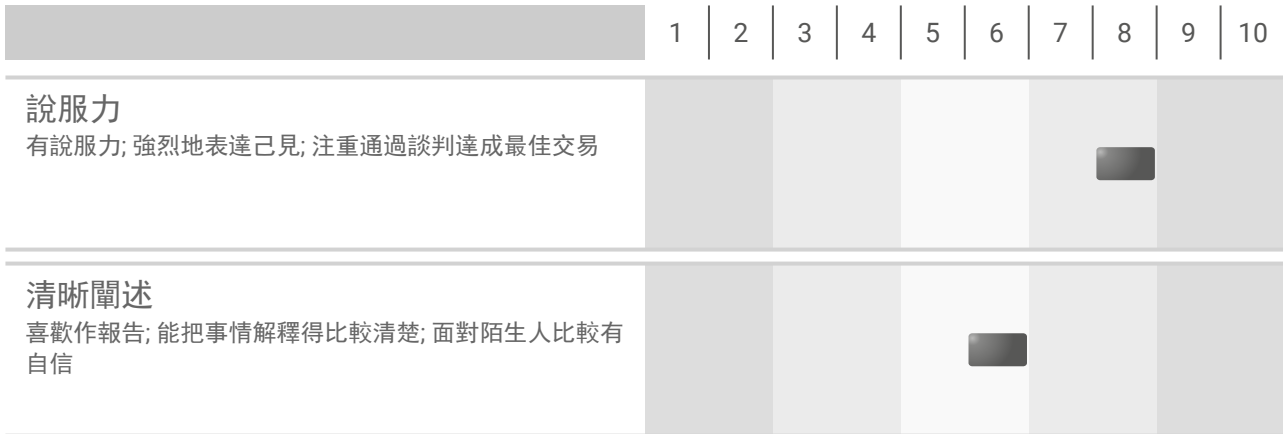 1 2 3 4 5 6 7 8 9 10
說服力
有說服力; 強烈地表達己見; 注重通過談判達成最佳交易
清晰闡述
喜歡作報告; 能把事情解釋得比較清楚; 面對陌生人比較有
自信